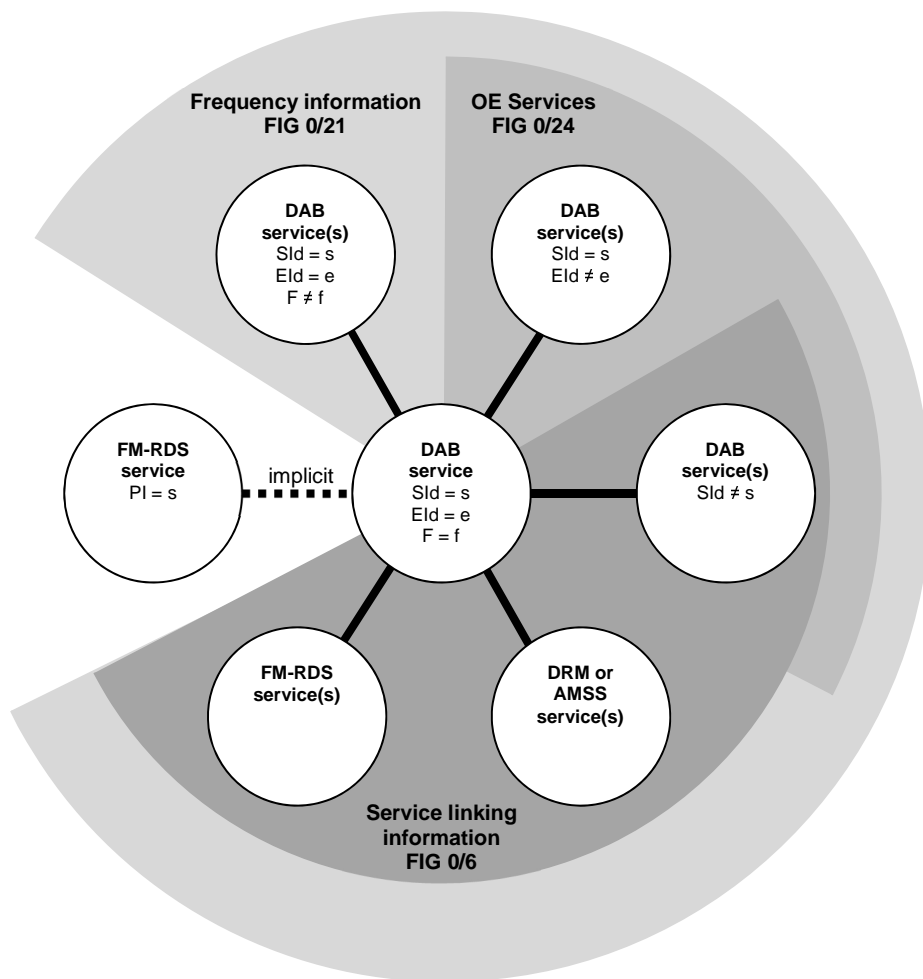 Frequency information
FIG 0/21
OE Services
FIG 0/24
DAB
service(s)
SId = s
EId = e
F ≠ f
DAB
service(s)
SId = s
EId ≠ e
FM-RDS
service
PI = s
implicit
DAB
service
SId = s
EId = e
F = f
DAB
service(s)
SId ≠ s
FM-RDS
service(s)
DRM or
AMSS
service(s)
Service linking
information
FIG 0/6